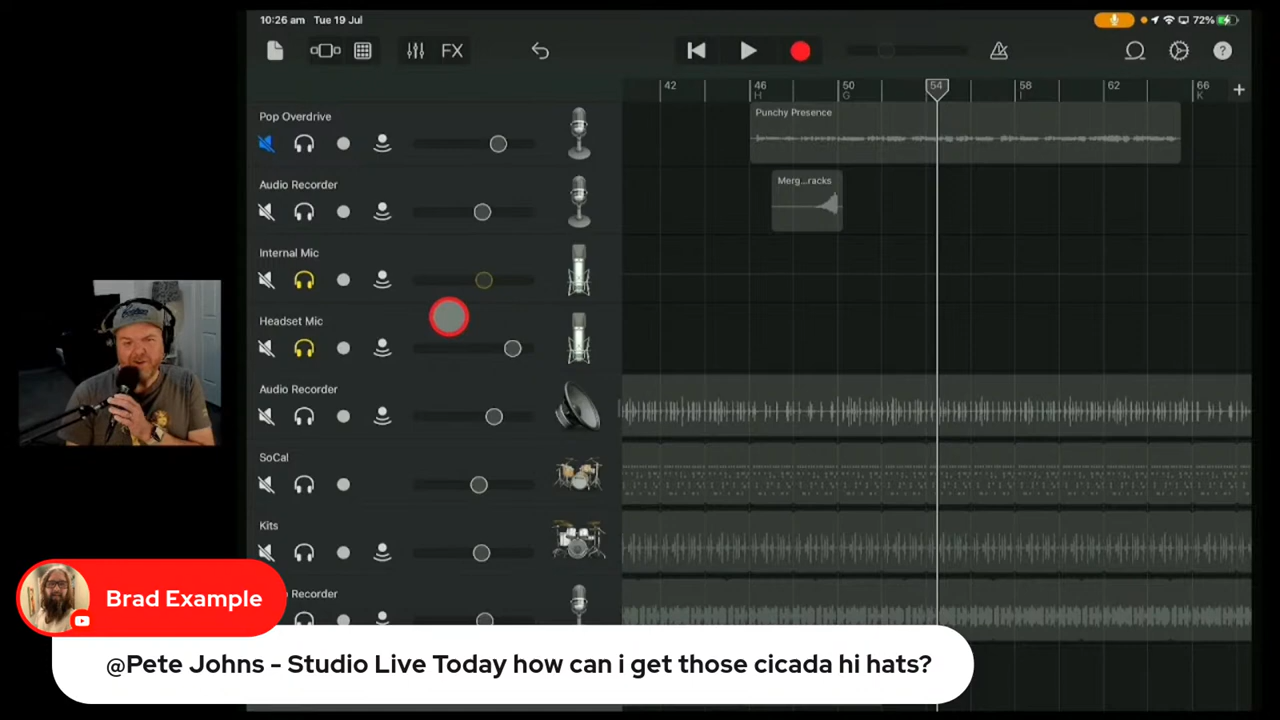 10:26 am Tue 19 Jul
72%
FX
42 46 50 54 58 62 66
H G I K
Pop Overdrive
Punchy Presence
Audio Recorder
Merg...racks
Internal Mic
Headset Mic
Audio Recorder
SoCal
Kits
Recorder
Brad Example
@Pete Johns - Studio Live Today how can i get those cicada hi hats?